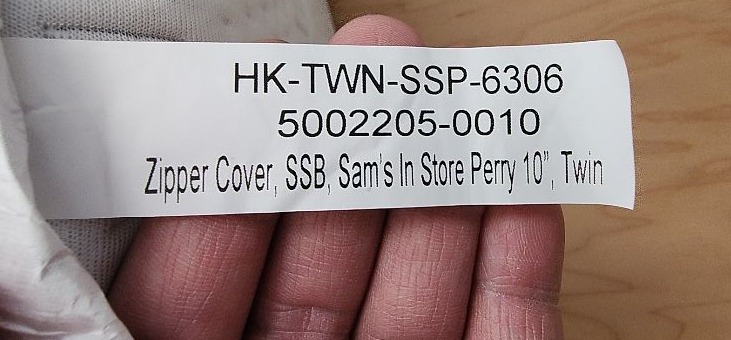 HK-TWN-SSP-6306
5002205-0010
Zipper Cover, SSB, Sam's In Store Perry 10", Twin